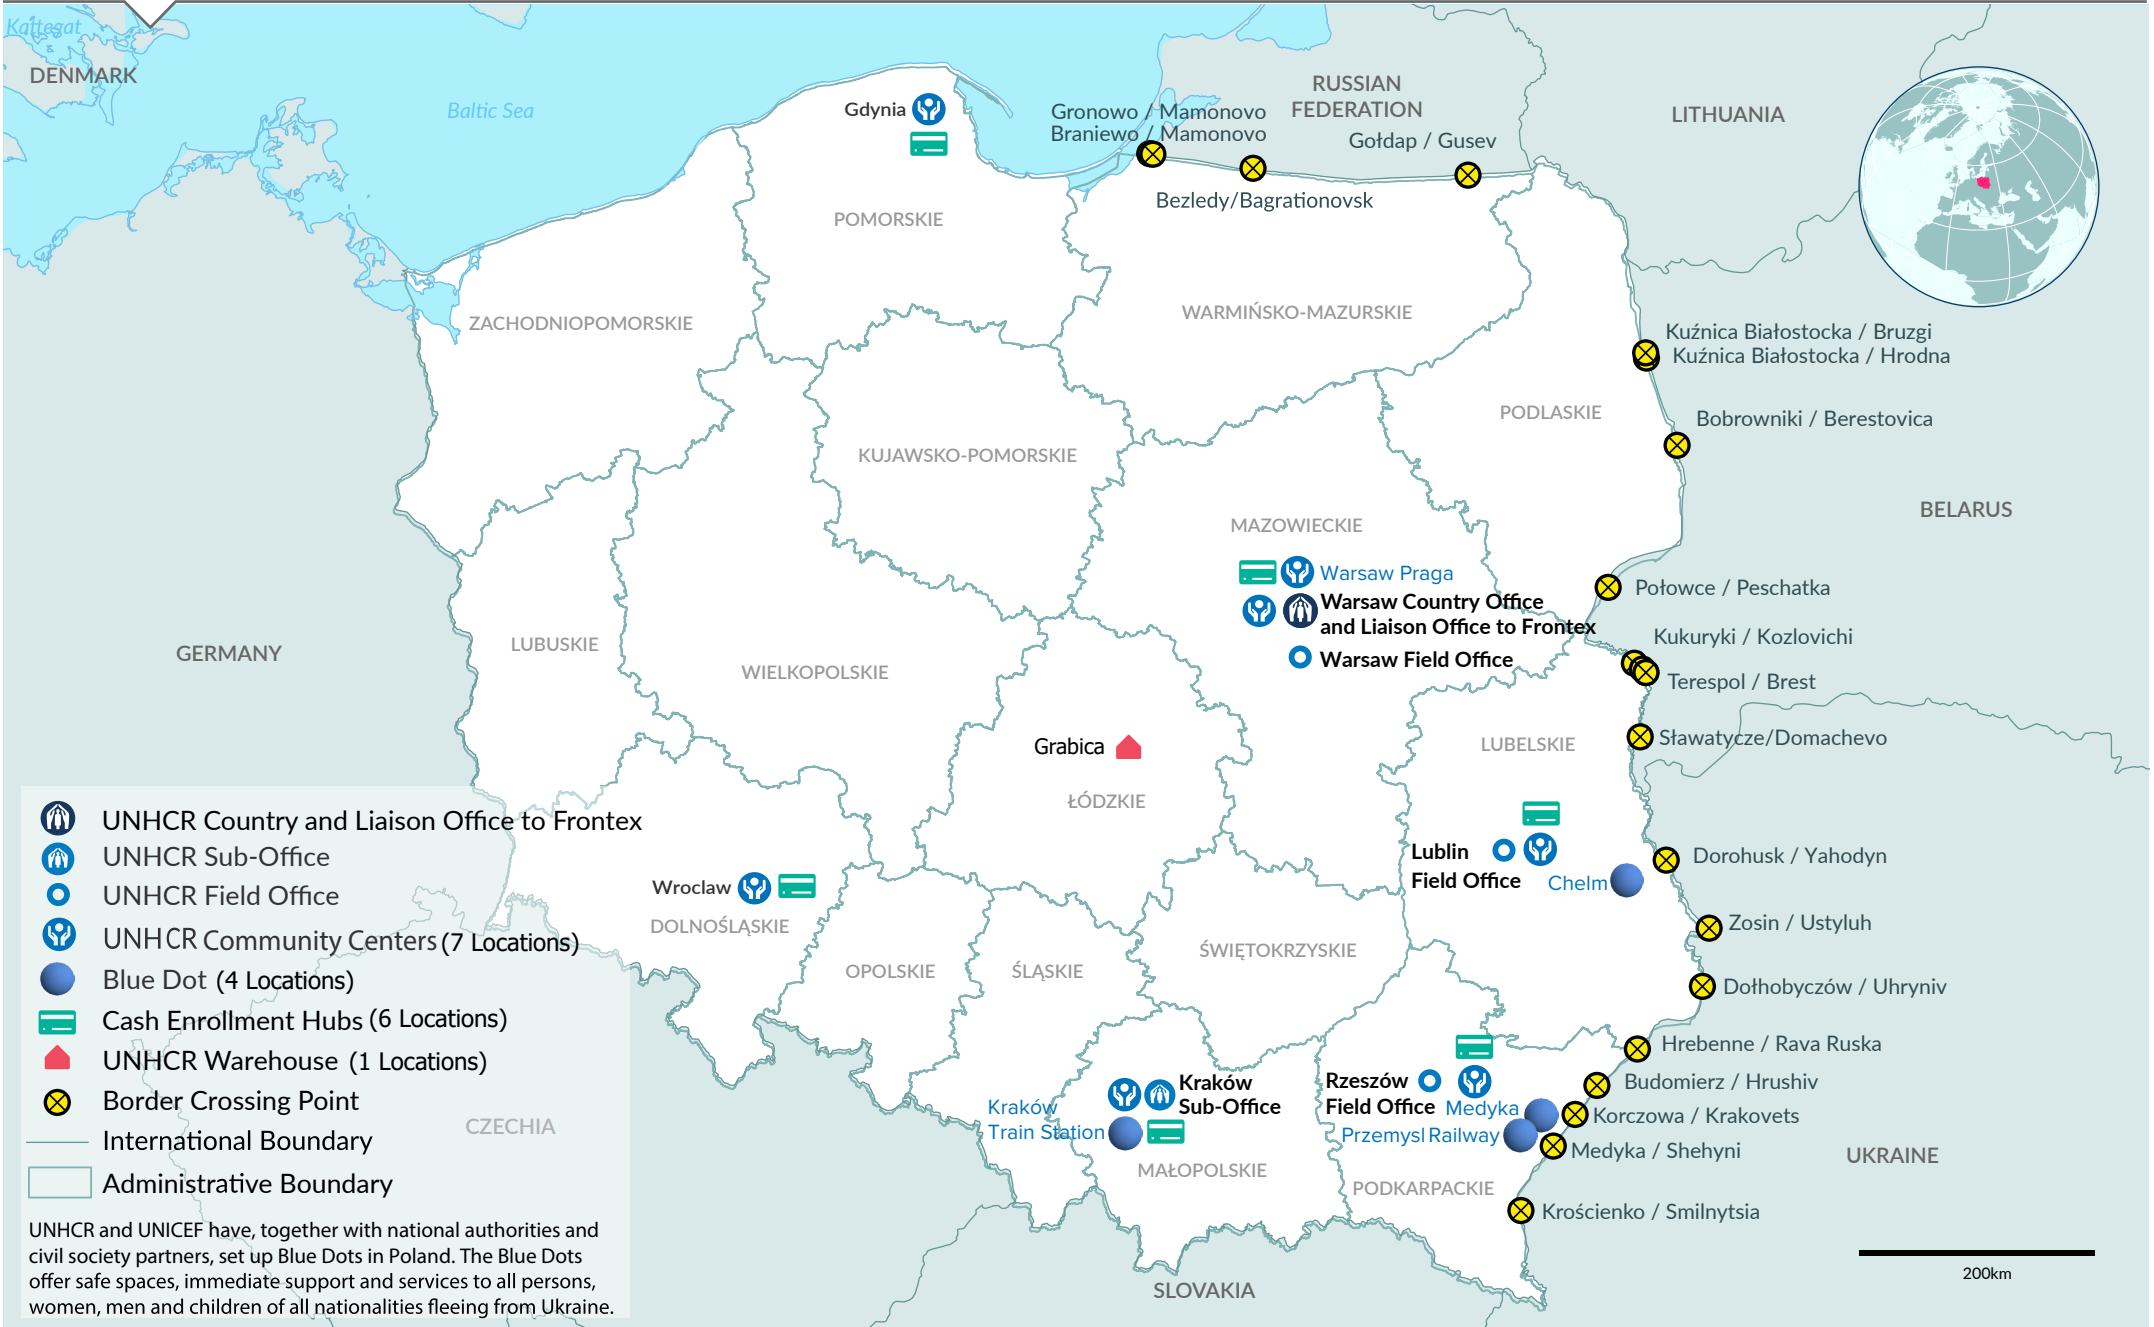 Kattegat
DENMARK
Baltic Sea
RUSSIAN
FEDERATION
LITHUANIA
Gdynia
Gronowo / Mamonovo
Braniewo / Mamonovo
Gołdap / Gusev
Bezledy/Bagrationovsk
POMORSKIE
ZACHODNIOPOMORSKIE
WARMIŃSKO-MAZURSKIE
Kuźnica Białostocka / Bruzgi
Kuźnica Białostocka / Hrodna
PODLASKIE
Bobrowniki / Berestovica
KUJAWSKO-POMORSKIE
BELARUS
MAZOWIECKIE
Warsaw Praga
Warsaw Country Office
and Liaison Office to Frontex
Warsaw Field Office
Połowce / Peschatka
Kukuryki / Kozlovichi
Terespol / Brest
GERMANY
LUBUSKIE
WIELKOPOLSKIE
Sławatycze/Domachevo
Grabica
ŁÓDZKIE
LUBELSKIE
Lublin
Field Office
Chelm
Dorohusk / Yahodyn
Zosin / Ustyluh
Dołhobyczów / Uhryniv
Wroclaw
DOLNOŚLĄSKIE
OPOLSKIE
ŚLĄSKIE
ŚWIĘTOKRZYSKIE
Hrebenne / Rava Ruska
Budomierz / Hrushiv
Korczowa / Krakovets
Medyka / Shehyni
Krościenko / Smilnytsia
Rzeszów
Field Office
Medyka
Przemysl Railway
PODKARPACKIE
Kraków
Sub-Office
Kraków
Train Station
MAŁOPOLSKIE
CZECHIA
SLOVAKIA
UKRAINE
200km
UNHCR Country and Liaison Office to Frontex
UNHCR Sub-Office
UNHCR Field Office
UNHCR Community Centers (7 Locations)
Blue Dot (4 Locations)
Cash Enrollment Hubs (6 Locations)
UNHCR Warehouse (1 Locations)
Border Crossing Point
International Boundary
Administrative Boundary
UNHCR and UNICEF have, together with national authorities and
civil society partners, set up Blue Dots in Poland. The Blue Dots
offer safe spaces, immediate support and services to all persons,
women, men and children of all nationalities fleeing from Ukraine.